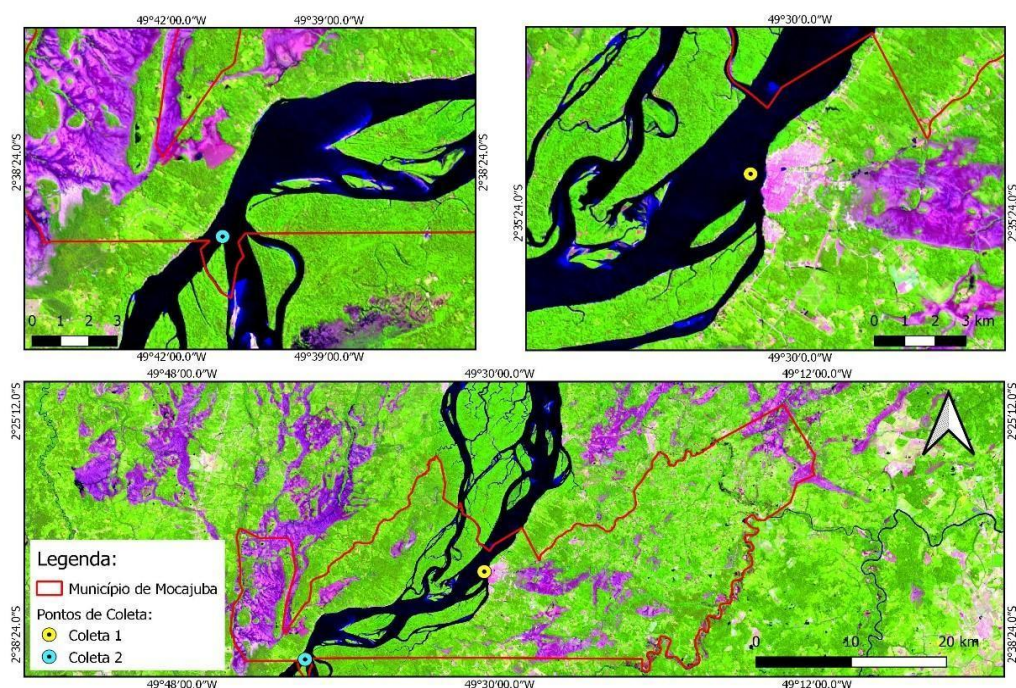 49°42'00.0"W 49°39'00.0"W
2°38'24.0"S
2°38'24.0"S
0 1 2 3
49°42'00.0"W 49°39'00.0"W
49°30'00.0"W
2°35'24.0"S
2°35'24.0"S
0 1 2 3 km
49°30'00.0"W
49°48'00.0"W 49°30'00.0"W 49°12'00.0"W
2°25'12.0"S
2°25'12.0"S
2°38'24.0"S
2°38'24.0"S
Legenda:
Município de Mocajuba
Pontos de Coleta:
Coleta 1
Coleta 2
0 10 20 km
49°48'00.0"W 49°30'00.0"W 49°12'00.0"W